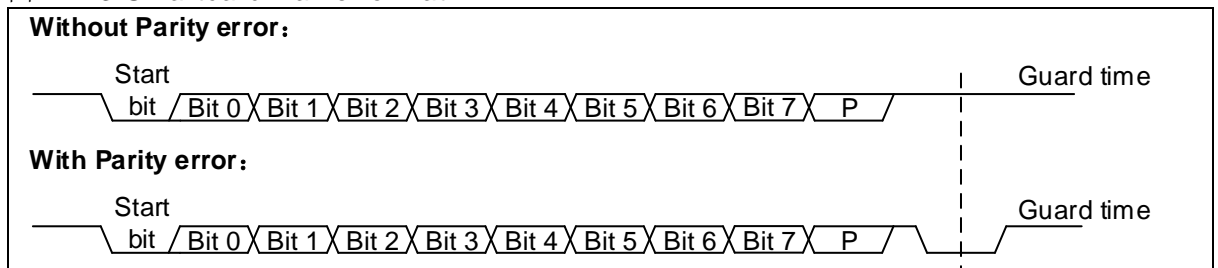 Without Parity error：
Start Guard time
bit Bit 0 Bit 1 Bit 2 Bit 3 Bit 4 Bit 5 Bit 6 Bit 7 P
With Parity error：
Start Guard time
bit Bit 0 Bit 1 Bit 2 Bit 3 Bit 4 Bit 5 Bit 6 Bit 7 P